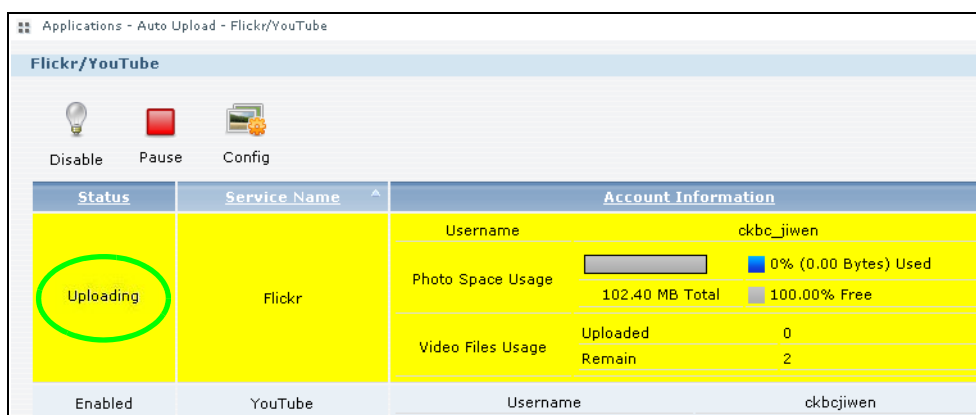 Applications - Auto Upload - Flickr/YouTube
Flickr/YouTube
Disable Pause Config
Status Service Name Account Information
Username ckbc_jiwen
Photo Space Usage 0% (0.00 Bytes) Used
102.40 MB Total 100.00% Free
Uploading Flickr
Video Files Usage Uploaded 0
Remain 2
Enabled YouTube Username ckbcjiwen